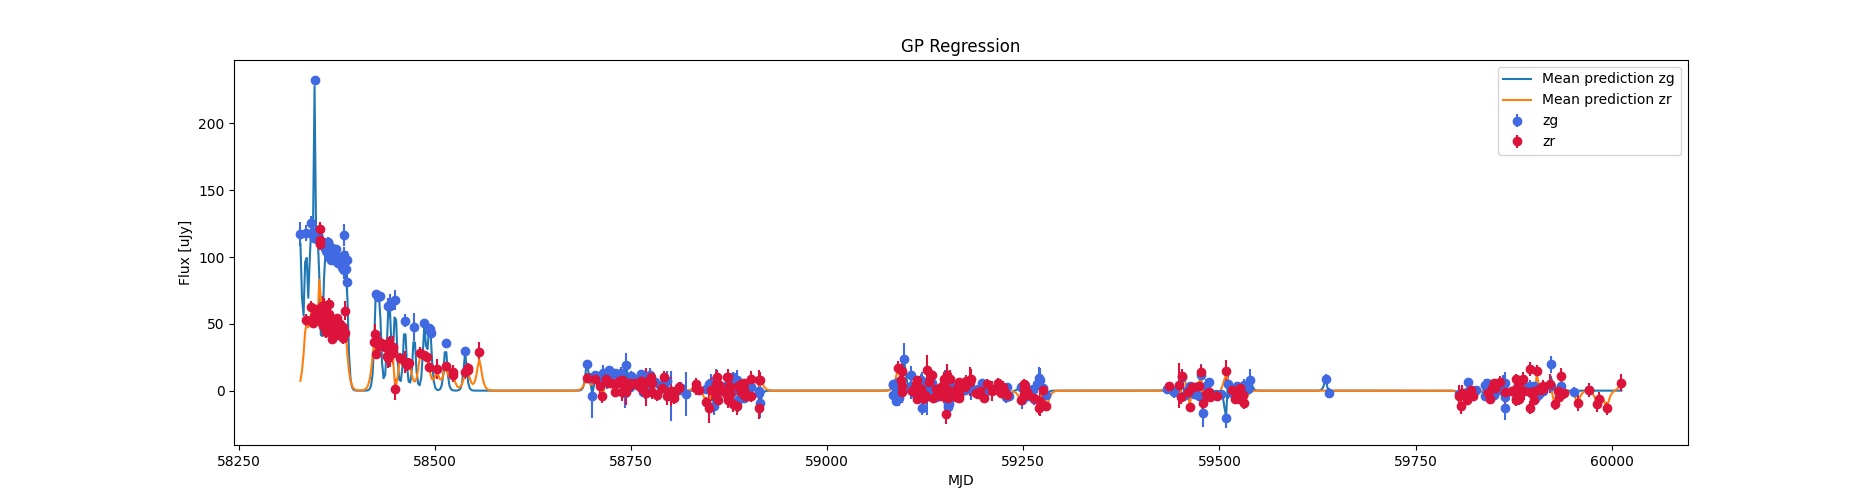 GP Regression
Mean prediction zg
Mean prediction zr
zg
zr
Flux [uJy]
200
150
100
50
0
58250 58500 58750 59000 59250 59500 59750 60000
MJD